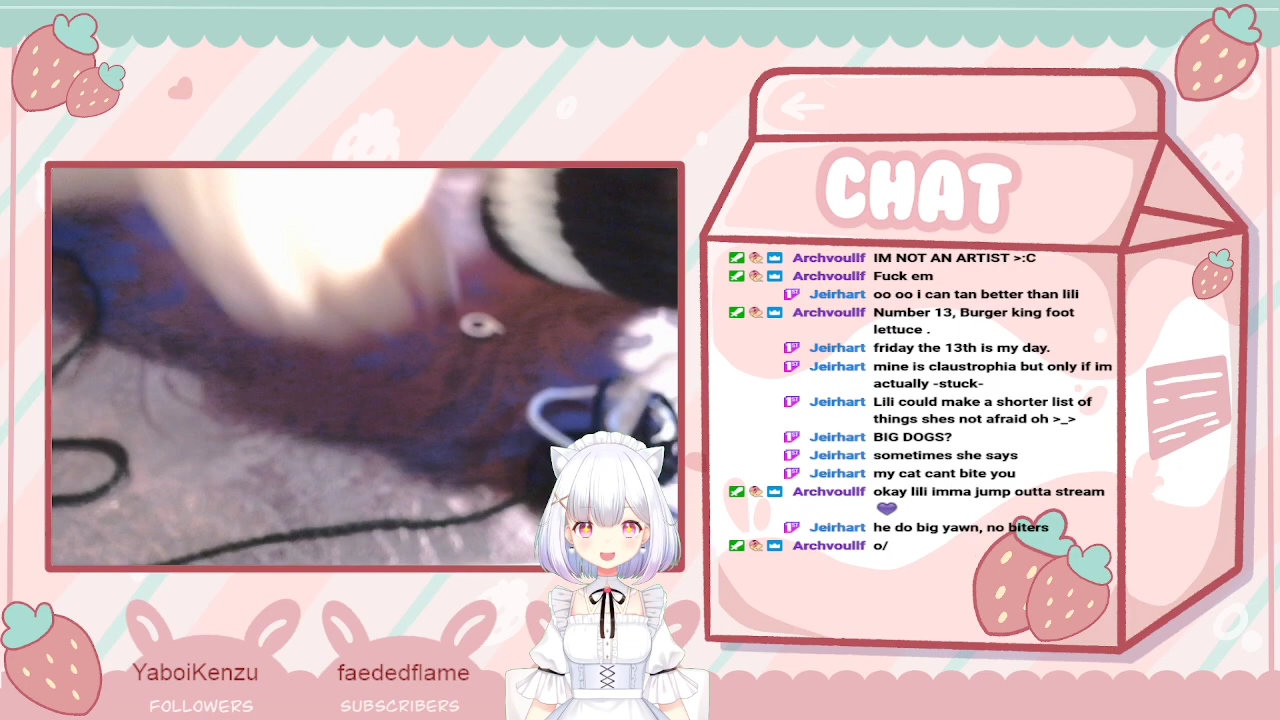 CHAT
Archvoullf IM NOT AN ARTIST >:C
Archvoullf Fuck em
Jeirhart oo oo i can tan better than lili
Archvoullf Number 13, Burger king foot
lettuce .
Jeirhart friday the 13th is my day.
Jeirhart mine is claustrophia but only if im
actually -stuck-
Jeirhart Lili could make a shorter list of
things shes not afraid oh >_>
Jeirhart BIG DOGS?
Jeirhart sometimes she says
Jeirhart my cat cant bite you
Archvoullf okay lili imma jump outta stream
Jeirhart he do big yawn, no biters
Archvoullf o/
YaboiKenzu
FOLLOWERS
faededflame
SUBSCRIBERS